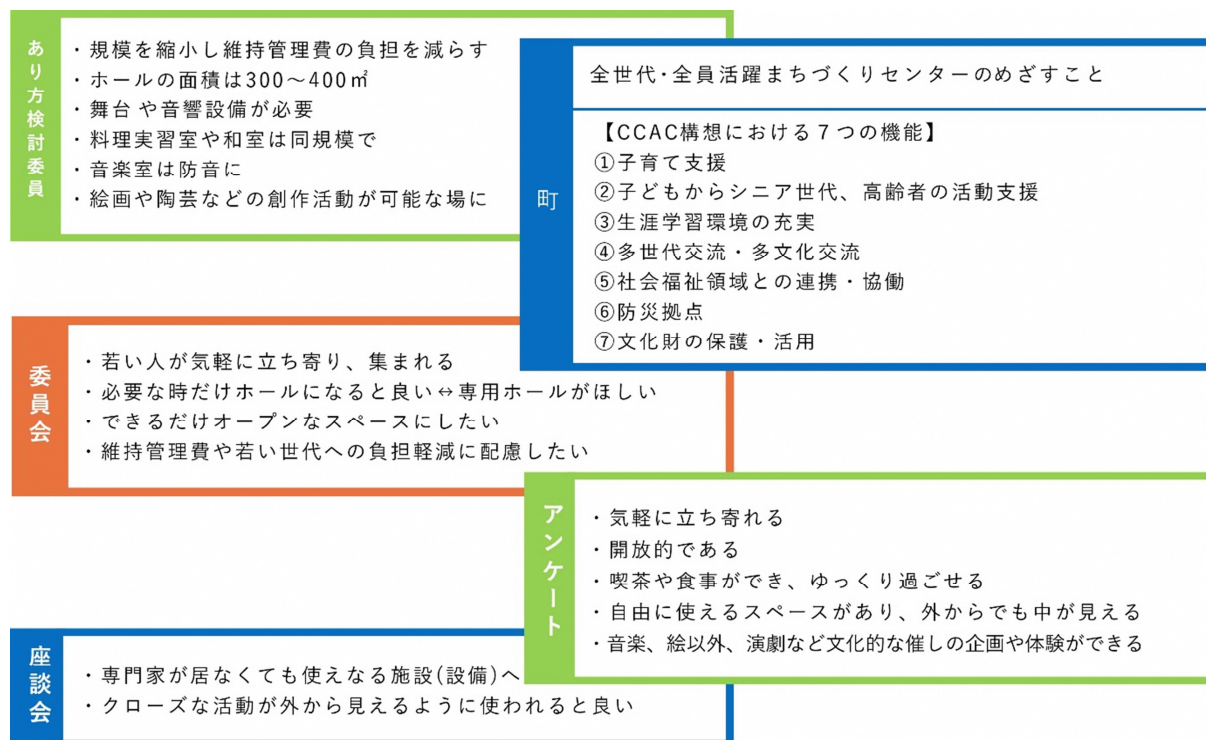 あり方検討委員
・規模を縮小し維持管理費の負担を減らす
・ホールの面積は300～400㎡
・舞台や音響設備が必要
・料理実習室や和室は同規模で
・音楽室は防音に
・絵画や陶芸などの創作活動が可能な場に
町
全世代・全員活躍まちづくりセンターのめざすこと
【CCAC構想における７つの機能】
①子育て支援
②子どもからシニア世代、高齢者の活動支援
③生涯学習環境の充実
④多世代交流・多文化交流
⑤社会福祉領域との連携・協働
⑥防災拠点
⑦文化財の保護・活用
委員会
・若い人が気軽に立ち寄り、集まれる
・必要な時だけホールになると良い⇔専用ホールがほしい
・できるだけオープンなスペースにしたい
・維持管理費や若い世代への負担軽減に配慮したい
アンケート
・気軽に立ち寄れる
・開放的である
・喫茶や食事ができ、ゆっくり過ごせる
・自由に使えるスペースがあり、外からでも中が見える
・音楽、絵以外、演劇など文化的な催しの企画や体験ができる
座談会
・専門家が居なくても使えなる施設(設備)へ
・クローズな活動が外から見えるように使われると良い